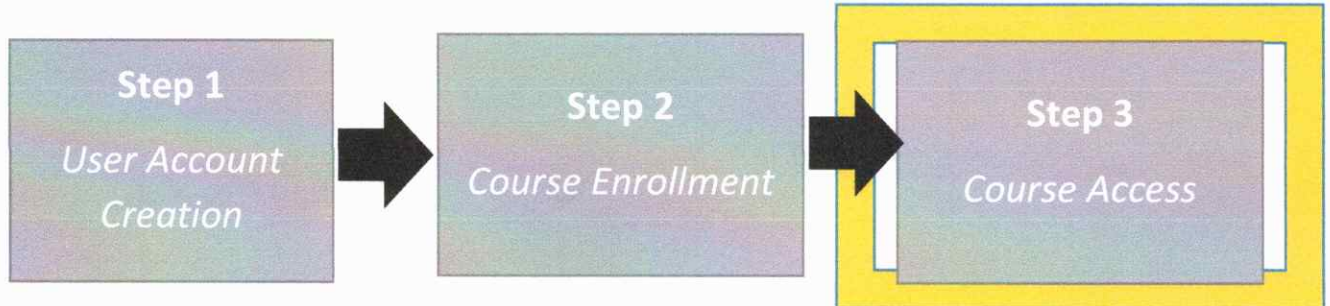 Step 1
User Account
Creation
Step 2
Course Enrollment
Step 3
Course Access